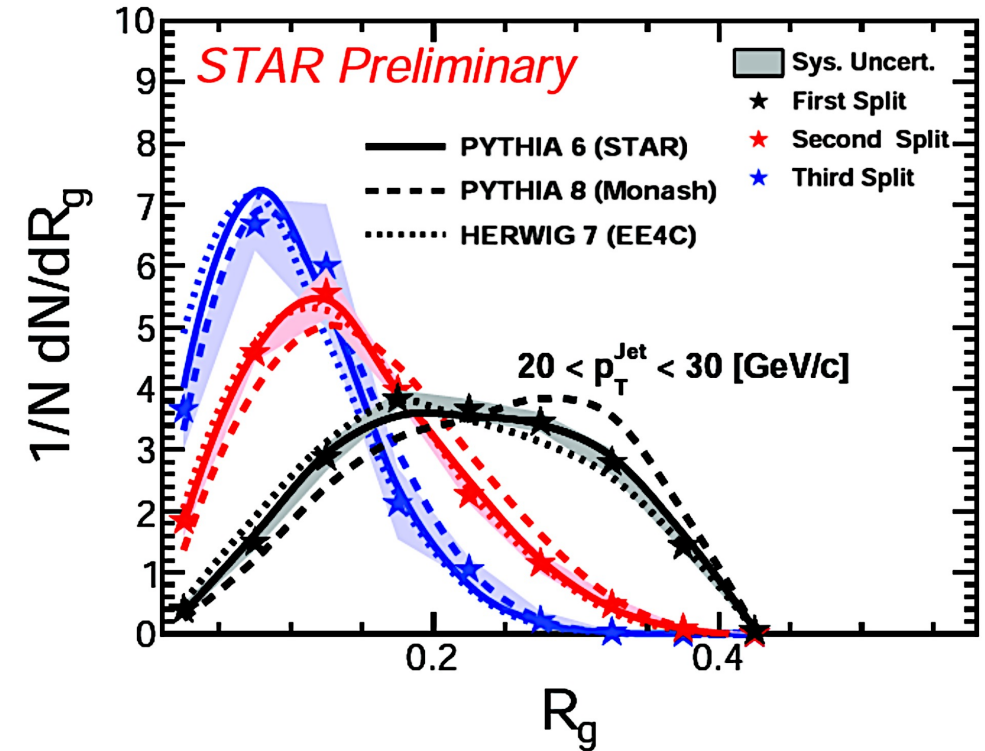 STAR Preliminary
Sys. Uncert.
First Split
Second Split
Third Split
PYTHIA 6 (STAR)
PYTHIA 8 (Monash)
HERWIG 7 (EE4C)
20 < p_T^Jet < 30 [GeV/c]
1/N dN/dR_g
10
9
8
7
6
5
4
3
2
1
0
0.2
0.4
R_g